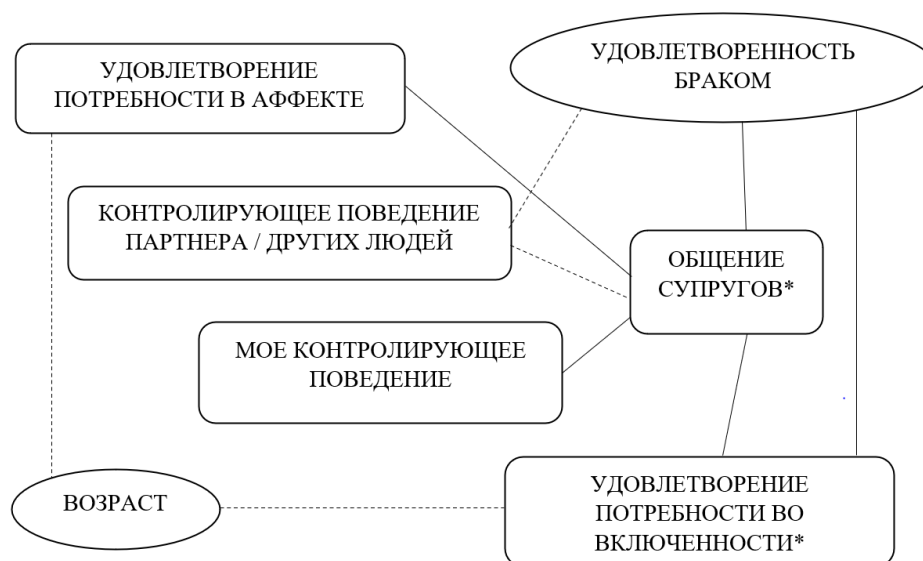 УДОВЛЕТВОРЕНИЕ
ПОТРЕБНОСТИ В АФФЕКТЕ
УДОВЛЕТВОРЕННОСТЬ
БРАКОМ
КОНТРОЛИРУЮЩЕЕ ПОВЕДЕНИЕ
ПАРТНЕРА / ДРУГИХ ЛЮДЕЙ
ОБЩЕНИЕ
СУПРУГОВ*
МОЕ КОНТРОЛИРУЮЩЕЕ
ПОВЕДЕНИЕ
ВОЗРАСТ
УДОВЛЕТВОРЕНИЕ
ПОТРЕБНОСТИ ВО
ВКЛЮЧЕННОСТИ*